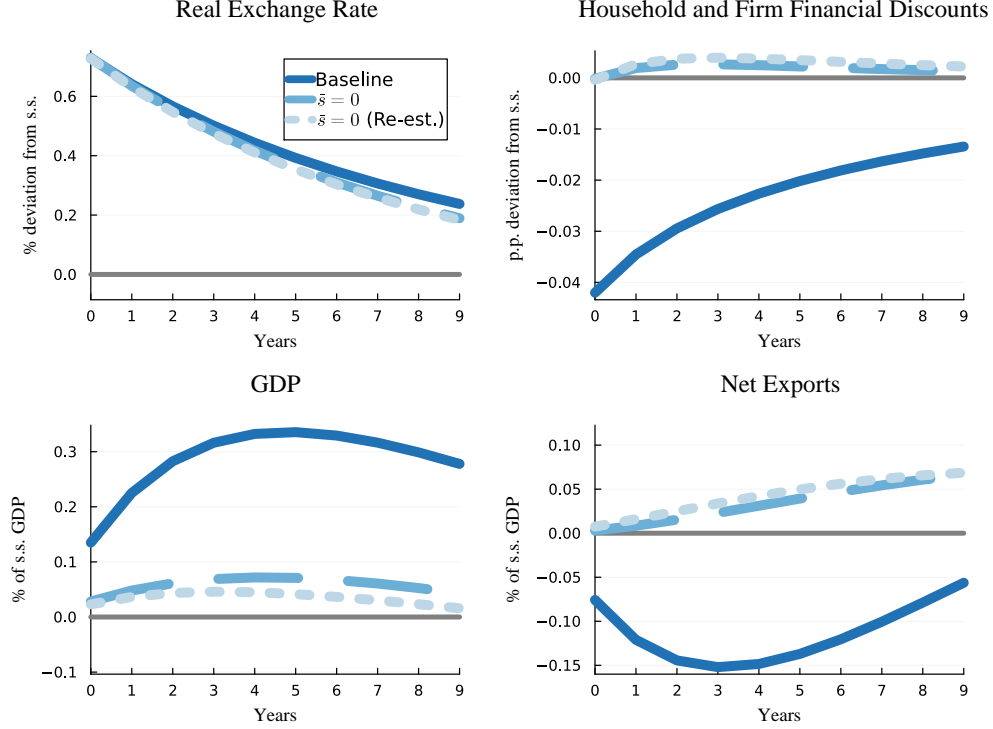 Real Exchange Rate
% deviation from s.s.
0.6
0.4
0.2
0.0
Baseline
s̄ = 0
s̄ = 0 (Re-est.)
0 1 2 3 4 5 6 7 8 9
Years
Household and Firm Financial Discounts
p.p. deviation from s.s.
0.00
−0.01
−0.02
−0.03
−0.04
0 1 2 3 4 5 6 7 8 9
Years
GDP
% of s.s. GDP
0.3
0.2
0.1
0.0
−0.1
0 1 2 3 4 5 6 7 8 9
Years
Net Exports
% of s.s. GDP
0.10
0.05
0.00
−0.05
−0.10
−0.15
0 1 2 3 4 5 6 7 8 9
Years